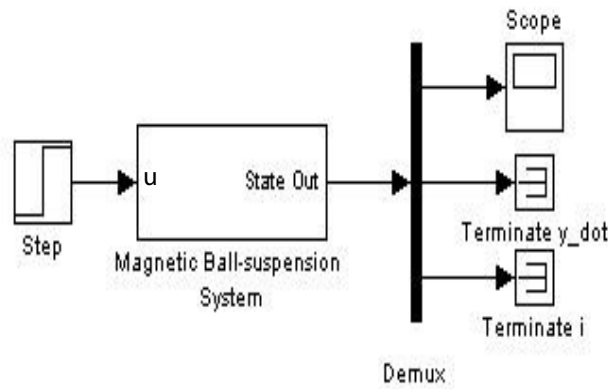 Scope
u
State Out
Step
Magnetic Ball-suspension
System
Terminate y_dot
Terminate i
Demux